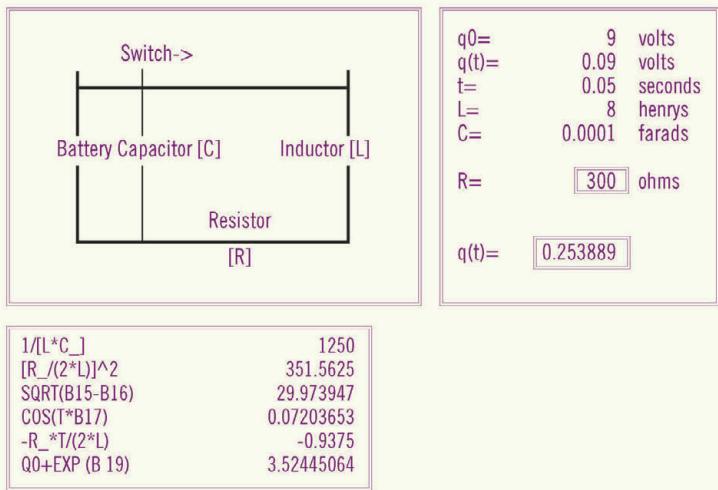 Switch->
Battery Capacitor [C] Inductor [L]
Resistor
[R]
q0= 9 volts
q(t)= 0.09 volts
t= 0.05 seconds
L= 8 henrys
C= 0.0001 farads
R= 300 ohms
q(t)= 0.253889
1/[L*C_] 1250
[R_/(2*L)]^2 351.5625
SQRT(B15-B16) 29.973947
COS(T*B17) 0.07203653
-R_*T/(2*L) -0.9375
Q0+EXP (B 19) 3.52445064